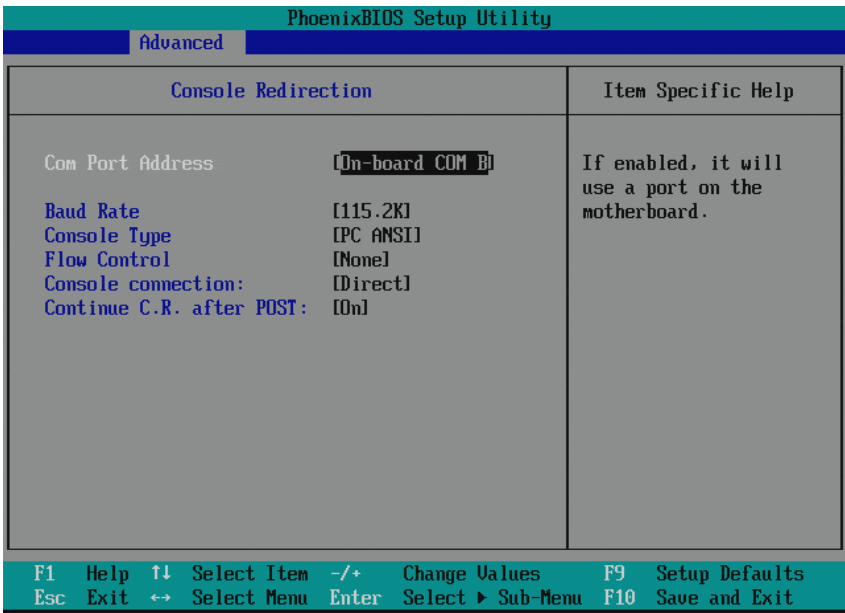 PhoenixBIOS Setup Utility
Advanced
Console Redirection
Item Specific Help
Com Port Address [On-board COM B]
Baud Rate [115.2K]
Console Type [PC ANSI]
Flow Control [None]
Console connection: [Direct]
Continue C.R. after POST: [On]
If enabled, it will
use a port on the
motherboard.
F1 Help ↑↓ Select Item -/+ Change Values F9 Setup Defaults
Esc Exit ↔ Select Menu Enter Select ▶ Sub-Menu F10 Save and Exit